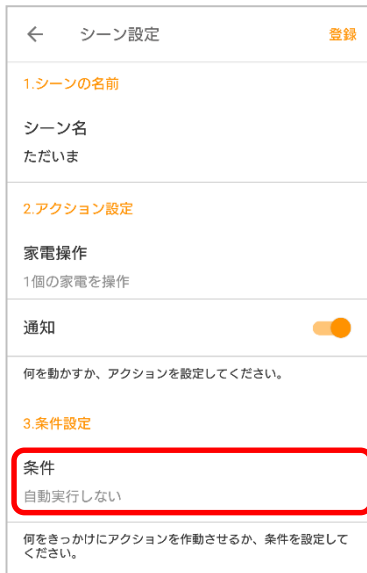 ← シーン設定 登録
1.シーンの名前
シーン名
ただいま
2.アクション設定
家電操作
1個の家電を操作
通知
何を動かすか、アクションを設定してください。
3.条件設定
条件
自動実行しない
何をきっかけにアクションを作動させるか、条件を設定して
ください。